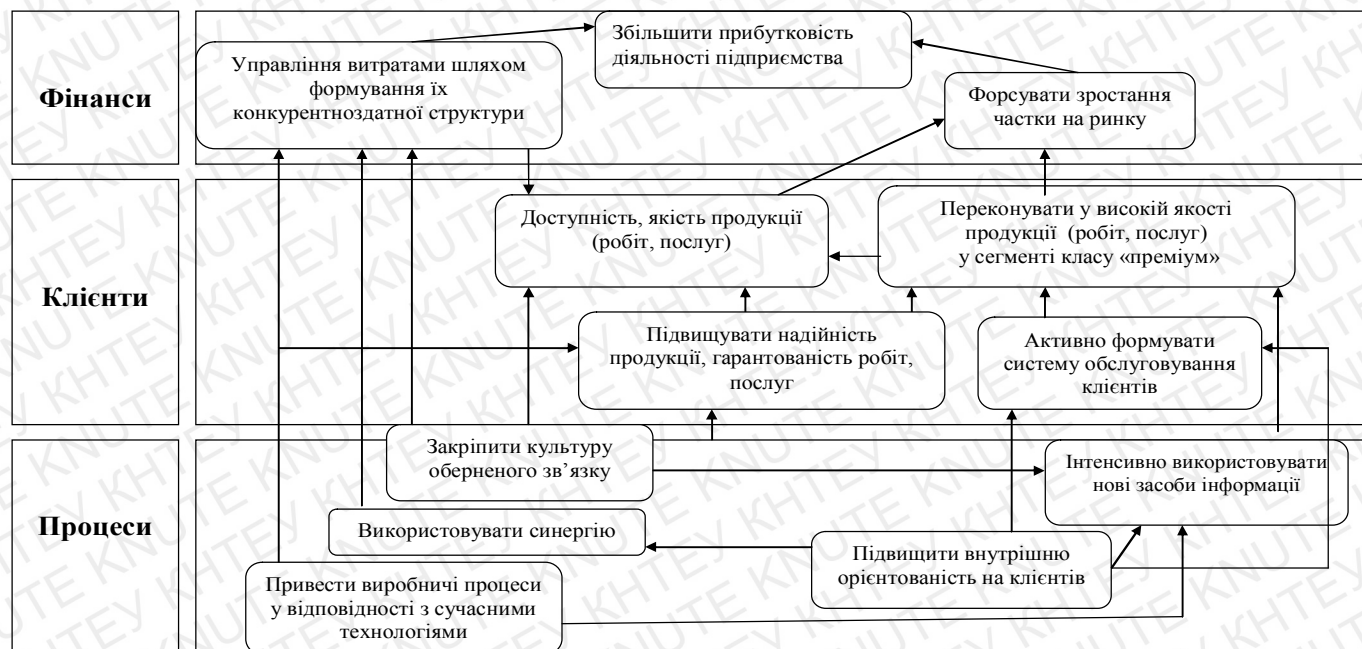 Фінанси
Управління витратами шляхом
формування їх
конкурентноздатної структури
Збільшити прибутковість
діяльності підприємства
Форсувати зростання
частки на ринку
Клієнти
Доступність, якість продукції
(робіт, послуг)
Переконувати у високій якості
продукції (робіт, послуг)
у сегменті класу «преміум»
Підвищувати надійність
продукції, гарантованість робіт,
послуг
Активно формувати
систему обслуговування
клієнтів
Процеси
Закріпити культуру
оберненого зв’язку
Інтенсивно використовувати
нові засоби інформації
Використовувати синергію
Підвищити внутрішню
орієнтованість на клієнтів
Привести виробничі процеси
у відповідності з сучасними
технологіями
KNUTE КНТЕУ